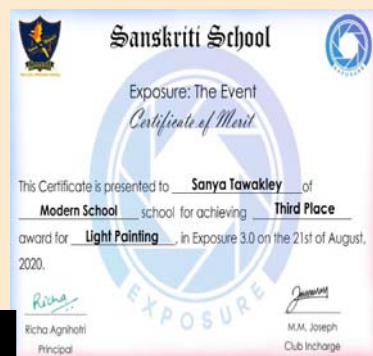 Sanskriti School
EXPOSURE
Exposure: The Event
Certificate of Merit
This Certificate is presented to Sanya Tawakley of
Modern School school for achieving Third Place
award for Light Painting, in Exposure 3.0 on the 21st of August,
2020.
EXPOSURE
Richa
Richa Agnihotri
Principal
M.M. Joseph
Club Incharge